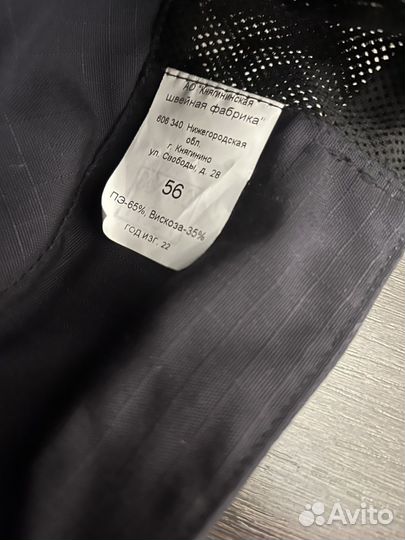 АО "Княгининская
швейная фабрика"
606 340 Нижегородская
обл.
г. Княгинино
ул. Свободы, д. 28
56
ПЭ-65%, Вискоза-35%
ГОД ИЗГ. 22
Avito